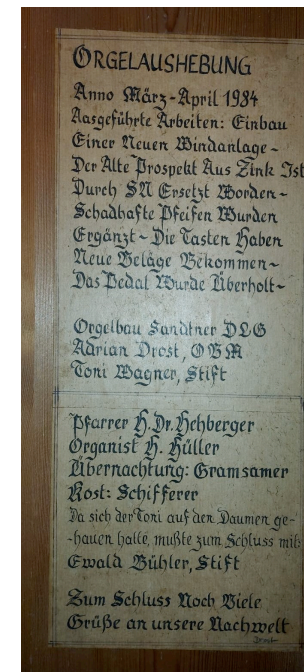 ORGELAUSHEBUNG
Anno März-April 1984
Aasgeführte Arbeiten: Einbau
Einer Neuen Windanlage ~
Der Alte Prospekt Aus Zink Ist
Durch SN Ersetzt Worden ~
Schadhafte Pfeifen Wurden
Ergänzt ~ Die Tasten Haben
Neue Beläge Bekommen ~
Das Pedal Wurde Überholt ~
Orgelbau Sandtner DLG
Adrian Drost, OBM
Toni Wagner, Stift
Pfarrer H. Dr. Hehberger
Organist H. Hüller
Übernachtung: Gramsamer
Kost: Schifferer
Da sich der Toni auf den Daumen ge-
-hauen hatte, mußte zum Schluss mit:
Ewald Bühler, Stift
Zum Schluss Noch Viele
Grüße an unsere Nachwelt
Drost